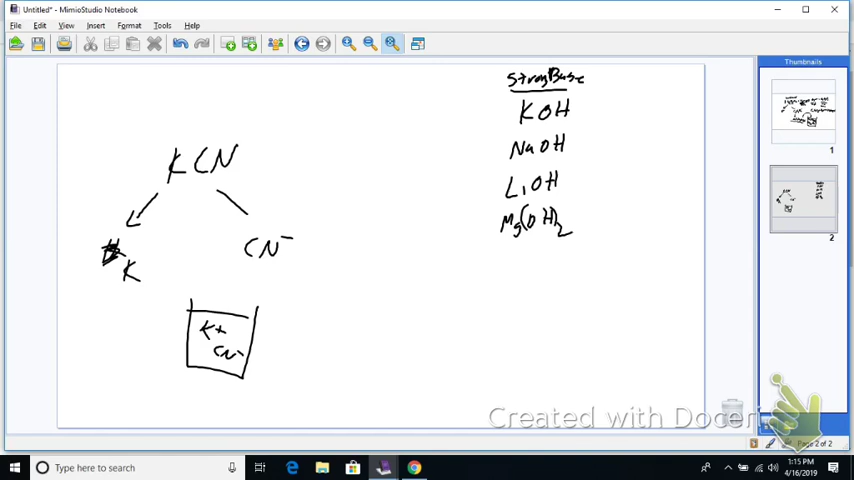 Untitled* - MimioStudio Notebook
File Edit View Insert Format Tools Help
Thumbnails
Strong Base
KOH
NaOH
LiOH
Mg(OH)2
KCN
K
CN-
K+
CN-
1
2
Created with Doceri
Page 2 of 2
Type here to search
1:15 PM
4/16/2019